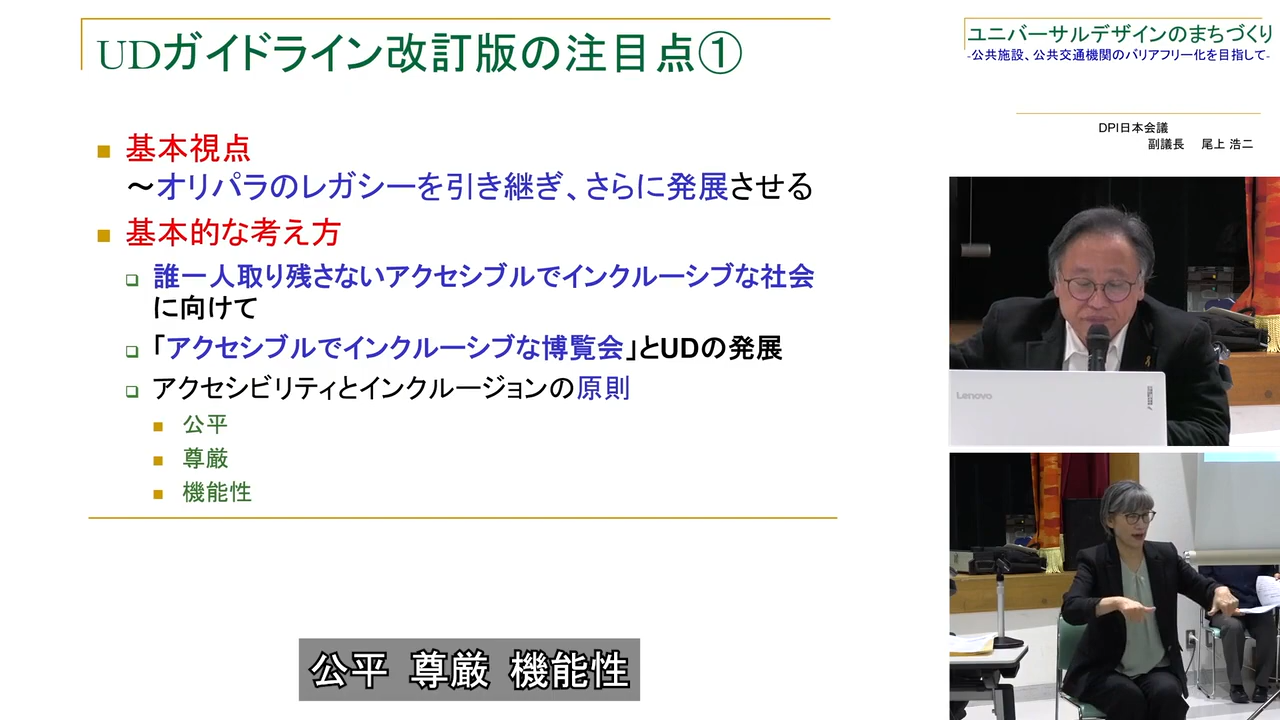 UDガイドライン改訂版の注目点①
基本視点
～オリパラのレガシーを引き継ぎ、さらに発展させる
基本的な考え方
誰一人取り残さないアクセシブルでインクルーシブな社会
に向けて
「アクセシブルでインクルーシブな博覧会」とUDの発展
アクセシビリティとインクルージョンの原則
公平
尊厳
機能性
公平 尊厳 機能性
ユニバーサルデザインのまちづくり
-公共施設、公共交通機関のバリアフリー化を目指して-
DPI日本会議
副議長 尾上 浩二
Lenovo